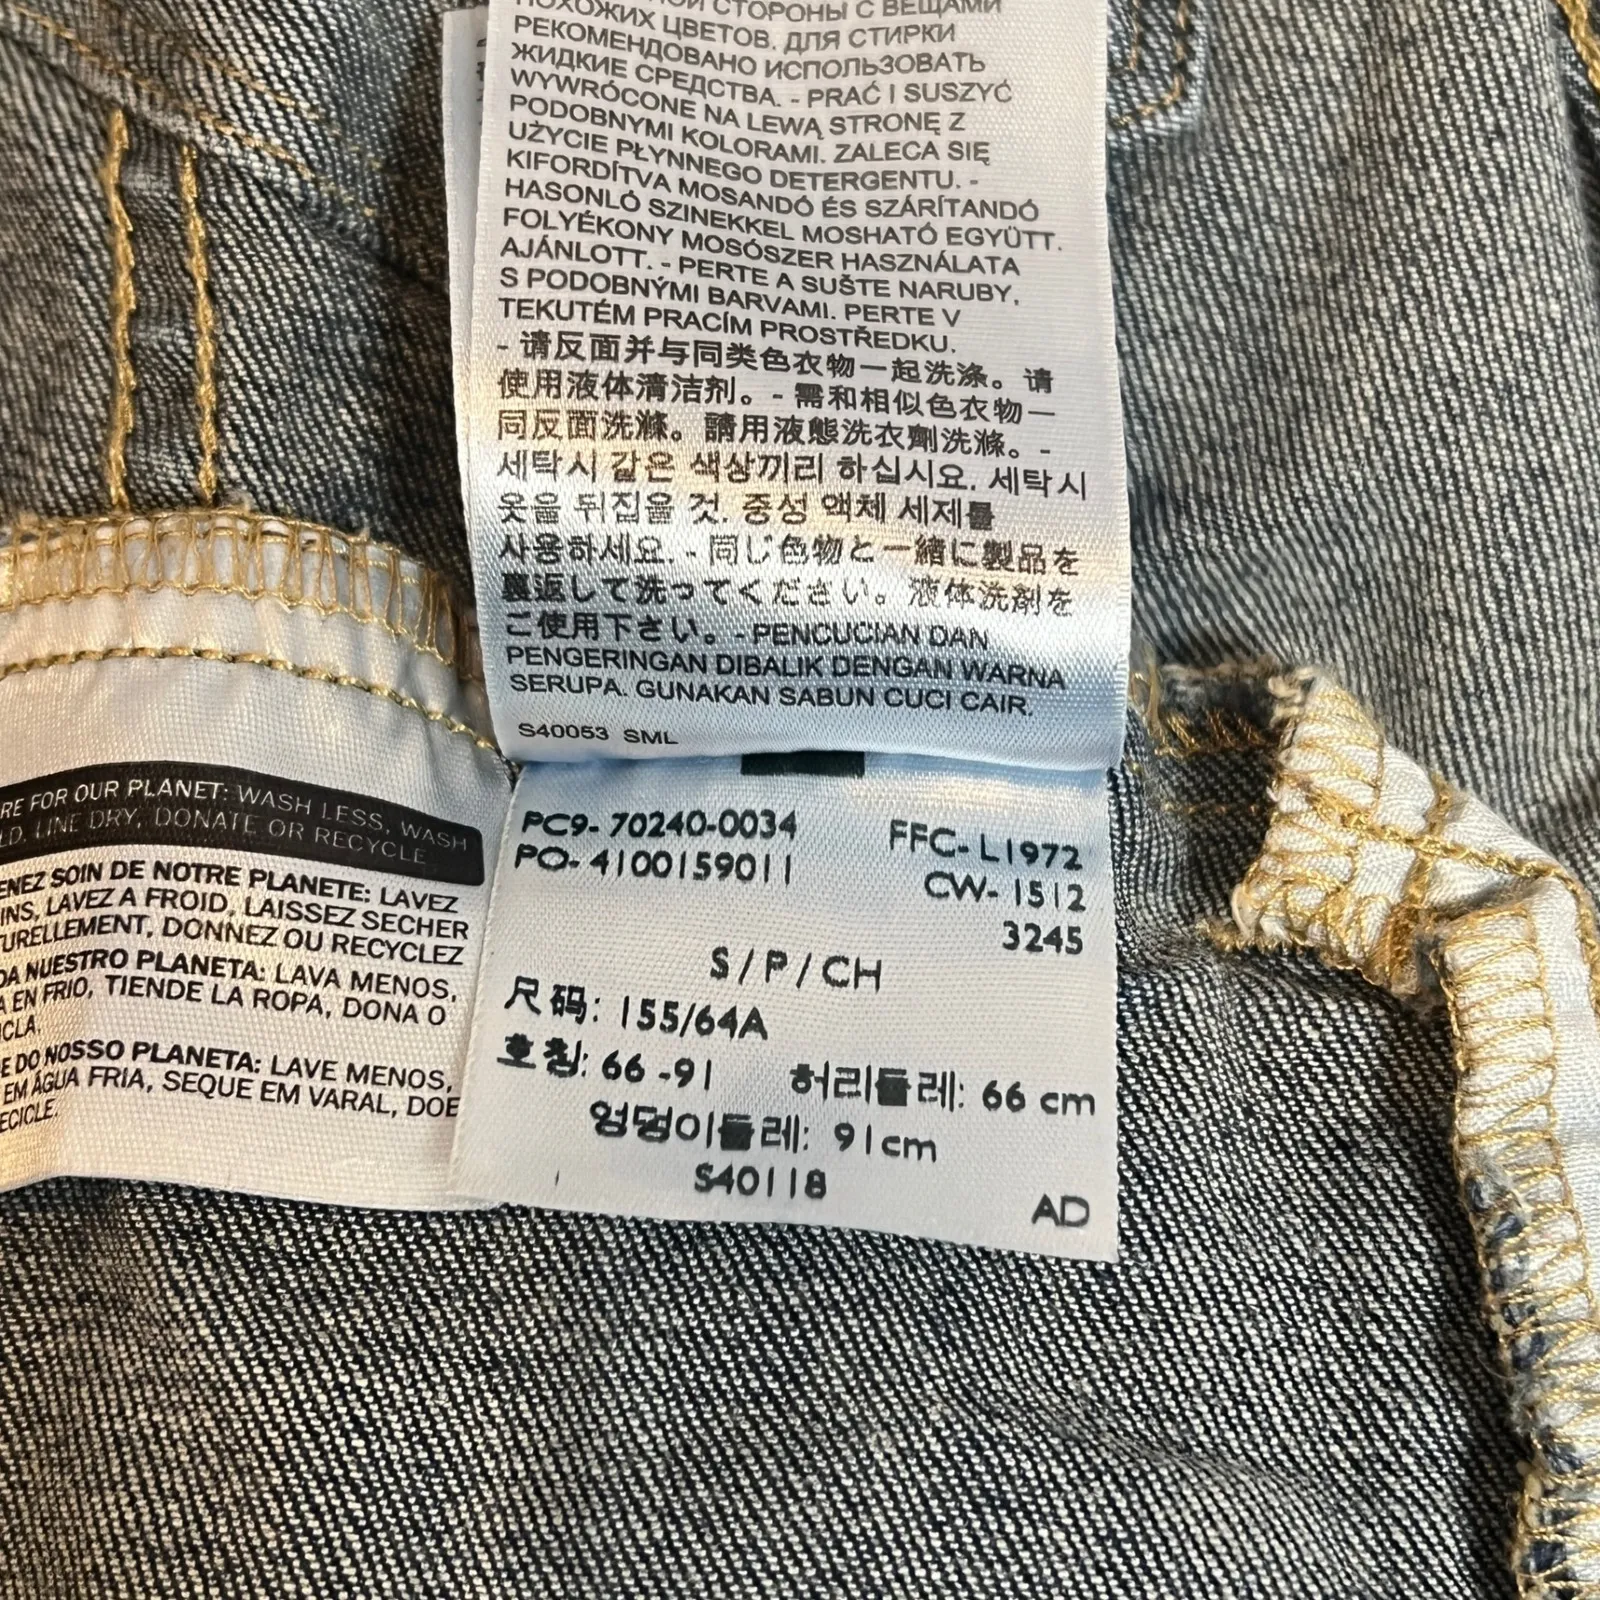 СТОРОНЫ С ВЕЩАМИ
ПОХОЖИХ ЦВЕТОВ. ДЛЯ СТИРКИ
РЕКОМЕНДОВАНО ИСПОЛЬЗОВАТЬ
ЖИДКИЕ СРЕДСТВА. - PRAĆ I SUSZYĆ
WYWRÓCONE NA LEWĄ STRONĘ Z
PODOBNYMI KOLORAMI. ZALECA SIĘ
UŻYCIE PŁYNNEGO DETERGENTU. -
KIFORDÍTVA MOSANDÓ ÉS SZÁRÍTANDÓ
HASONLÓ SZINEKKEL MOSHATÓ EGYÜTT.
FOLYÉKONY MOSÓSZER HASZNÁLATA
AJÁNLOTT. - PERTE A SUŠTE NARUBY,
S PODOBNÝMI BARVAMI. PERTE V
TEKUTÉM PRACÍM PROSTŘEDKU.
- 请反面并与同类色衣物一起洗涤。请
使用液体清洁剂。- 需和相似色衣物一
同反面洗滌。請用液態洗衣劑洗滌。-
세탁시 같은 색상끼리 하십시요. 세탁시
옷을 뒤집을 것. 중성 액체 세제를
사용하세요. - 同じ色物と一緒に製品を
裏返して洗ってください。液体洗剤を
ご使用下さい。- PENCUCIAN DAN
PENGERINGAN DIBALIK DENGAN WARNA
SERUPA. GUNAKAN SABUN CUCI CAIR.
S40053 SML
RE FOR OUR PLANET: WASH LESS, WASH
LD, LINE DRY, DONATE OR RECYCLE
ENEZ SOIN DE NOTRE PLANETE: LAVEZ
INS, LAVEZ A FROID, LAISSEZ SECHER
TURELLEMENT, DONNEZ OU RECYCLEZ
DA NUESTRO PLANETA: LAVA MENOS,
A EN FRIO, TIENDE LA ROPA, DONA O
ICLA.
E DO NOSSO PLANETA: LAVE MENOS,
EM ÁGUA FRIA, SEQUE EM VARAL, DOE
ECICLE.
PC9- 70240-0034
PO- 4100159011
FFC- L1972
CW- 1512
3245
S / P / CH
尺码: 155/64A
호칭: 66 -91 허리둘레: 66 cm
엉덩이둘레: 91cm
S40118
AD